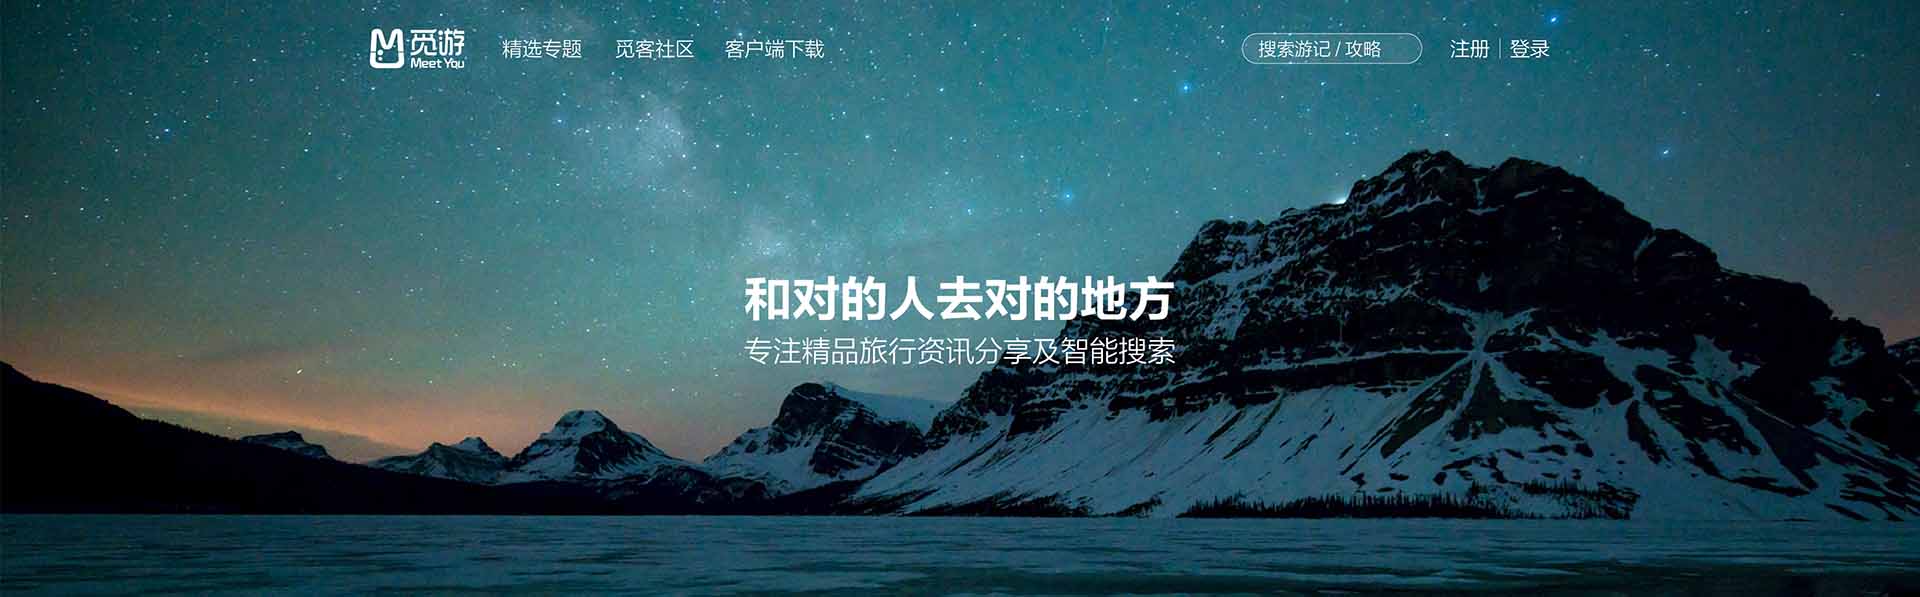 觅游
Meet You
精选专题 觅客社区 客户端下载
搜索游记 / 攻略
注册 | 登录
和对的人去对的地方
专注精品旅行资讯分享及智能搜索